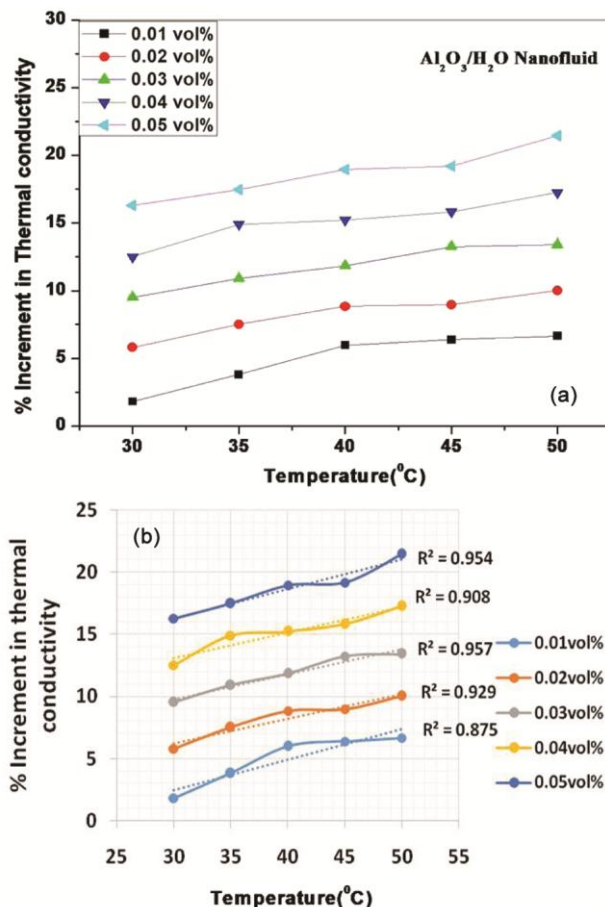 30
25
20
15
10
5
0
% Increment in Thermal conductivity
0.01 vol%
0.02 vol%
0.03 vol%
0.04 vol%
0.05 vol%
Al₂O₃/H₂O Nanofluid
(a)
30 35 40 45 50
Temperature(⁰C)
(b)
25
20
15
10
5
0
% Increment in thermal
conductivity
R² = 0.954
R² = 0.908
R² = 0.957
R² = 0.929
R² = 0.875
0.01vol%
0.02vol%
0.03vol%
0.04vol%
0.05vol%
25 30 35 40 45 50 55
Temperature(⁰C)